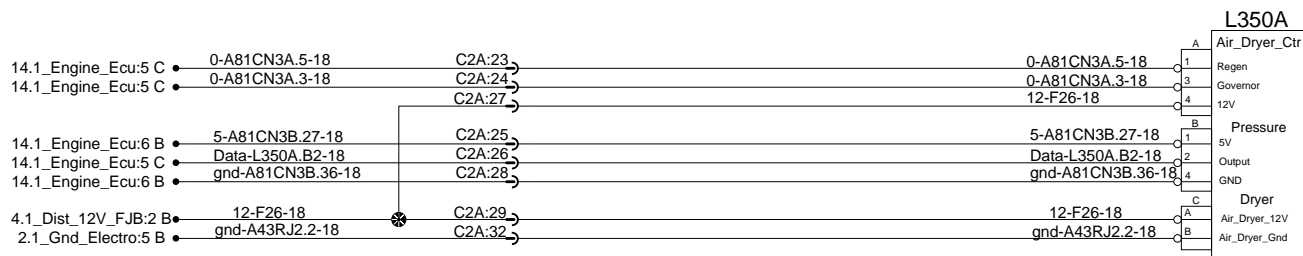 L350A
A Air_Dryer_Ctr
14.1_Engine_Ecu:5 C 0-A81CN3A.5-18 C2A:23 0-A81CN3A.5-18 1 Regen
14.1_Engine_Ecu:5 C 0-A81CN3A.3-18 C2A:24 0-A81CN3A.3-18 3 Governor
C2A:27 12-F26-18 4 12V
B Pressure
14.1_Engine_Ecu:6 B 5-A81CN3B.27-18 C2A:25 5-A81CN3B.27-18 1 5V
14.1_Engine_Ecu:5 C Data-L350A.B2-18 C2A:26 Data-L350A.B2-18 2 Output
14.1_Engine_Ecu:6 B gnd-A81CN3B.36-18 C2A:28 gnd-A81CN3B.36-18 4 GND
C Dryer
4.1_Dist_12V_FJB:2 B 12-F26-18 C2A:29 12-F26-18 A Air_Dryer_12V
2.1_Gnd_Electro:5 B gnd-A43RJ2.2-18 C2A:32 gnd-A43RJ2.2-18 B Air_Dryer_Gnd